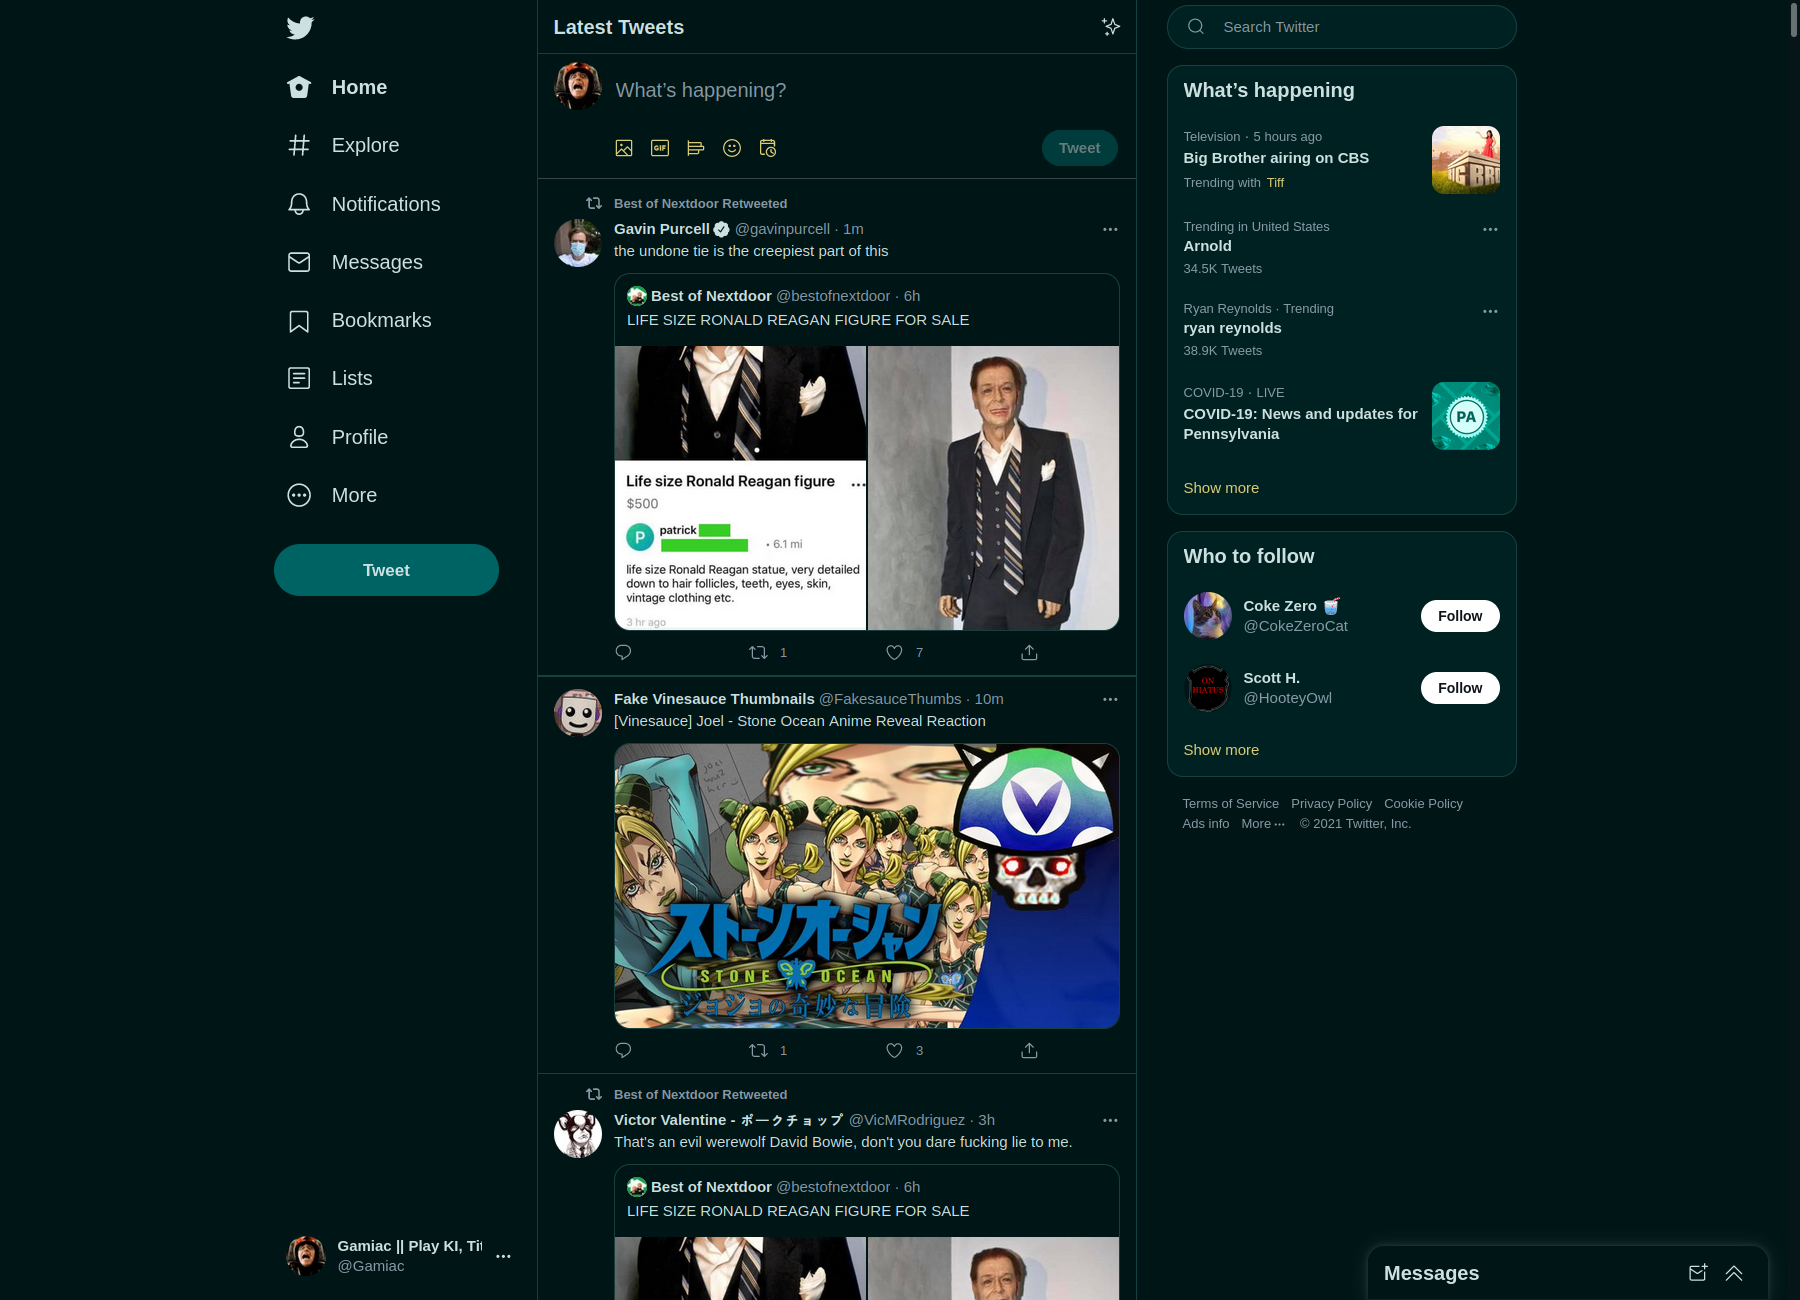 Home
Explore
Notifications
Messages
Bookmarks
Lists
Profile
More
Tweet
Gamiac || Play KI, Tit
@Gamiac
Latest Tweets
What's happening?
GIF
Tweet
Best of Nextdoor Retweeted
Gavin Purcell @gavinpurcell · 1m
the undone tie is the creepiest part of this
Best of Nextdoor @bestofnextdoor · 6h
LIFE SIZE RONALD REAGAN FIGURE FOR SALE
Life size Ronald Reagan figure
$500
P
patrick
• 6.1 mi
life size Ronald Reagan statue, very detailed
down to hair follicles, teeth, eyes, skin,
vintage clothing etc.
3 hr ago
1 7
Fake Vinesauce Thumbnails @FakesauceThumbs · 10m
[Vinesauce] Joel - Stone Ocean Anime Reveal Reaction
ストーンオーシャン
STONE OCEAN
ジョジョの奇妙な冒険
1 3
Best of Nextdoor Retweeted
Victor Valentine - ポークチョップ @VicMRodriguez · 3h
That's an evil werewolf David Bowie, don't you dare fucking lie to me.
Best of Nextdoor @bestofnextdoor · 6h
LIFE SIZE RONALD REAGAN FIGURE FOR SALE
Search Twitter
What's happening
Television · 5 hours ago
Big Brother airing on CBS
Trending with Tiff
Trending in United States
Arnold
34.5K Tweets
Ryan Reynolds · Trending
ryan reynolds
38.9K Tweets
COVID-19 · LIVE
COVID-19: News and updates for
Pennsylvania
PA
Show more
Who to follow
Coke Zero
@CokeZeroCat
Follow
ON
HIATUS
Scott H.
@HooteyOwl
Follow
Show more
Terms of Service Privacy Policy Cookie Policy
Ads info More ··· © 2021 Twitter, Inc.
Messages